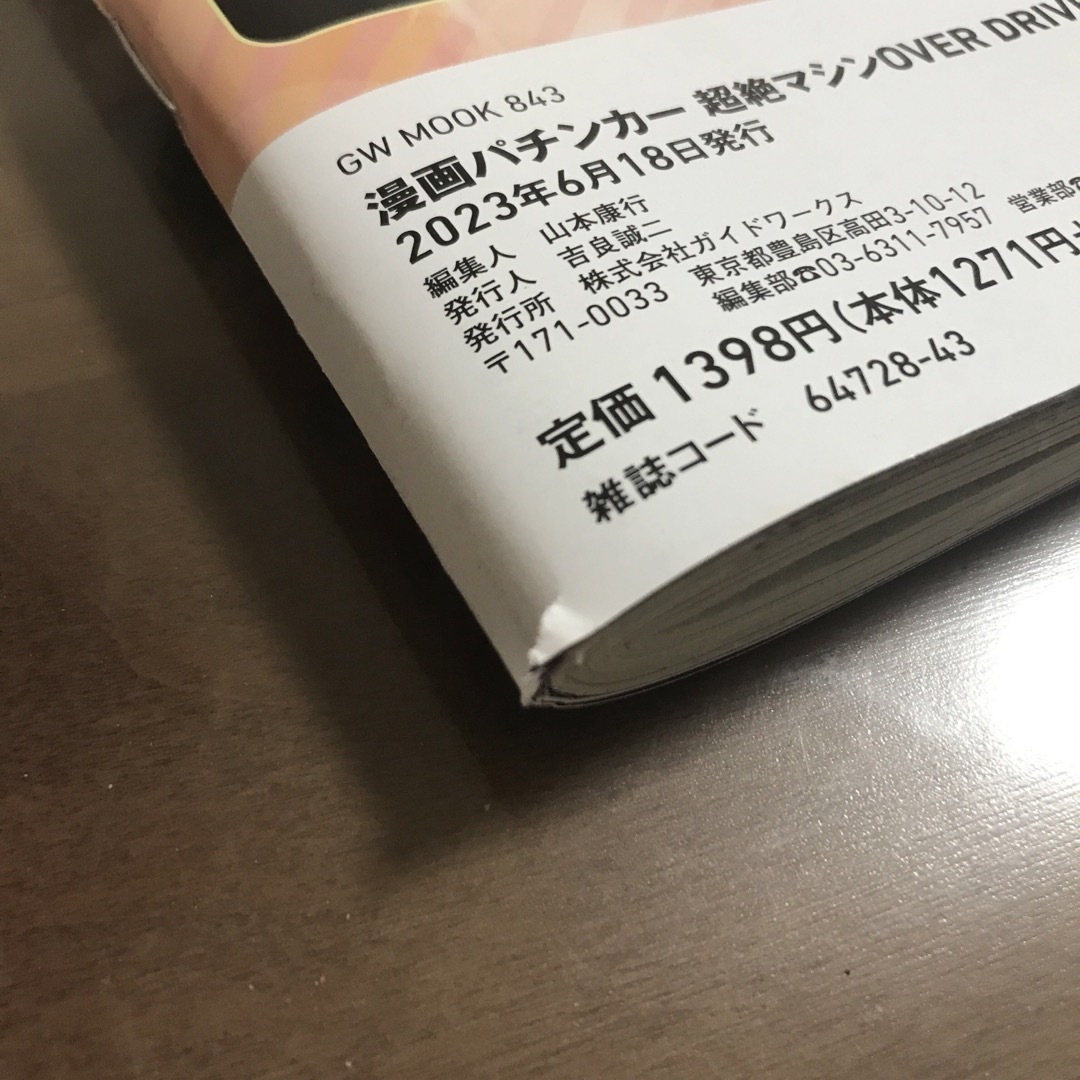 GW MOOK 843
漫画パチンカー 超絶マシンOVER DRIVE
2023年6月18日発行
編集人 山本康行
発行人 吉良誠二
発行所 株式会社ガイドワークス
〒171-0033 東京都豊島区高田3-10-12
編集部☎03-6311-7957 営業部☎
定価 1398円(本体1271円+
雑誌コード 64728-43